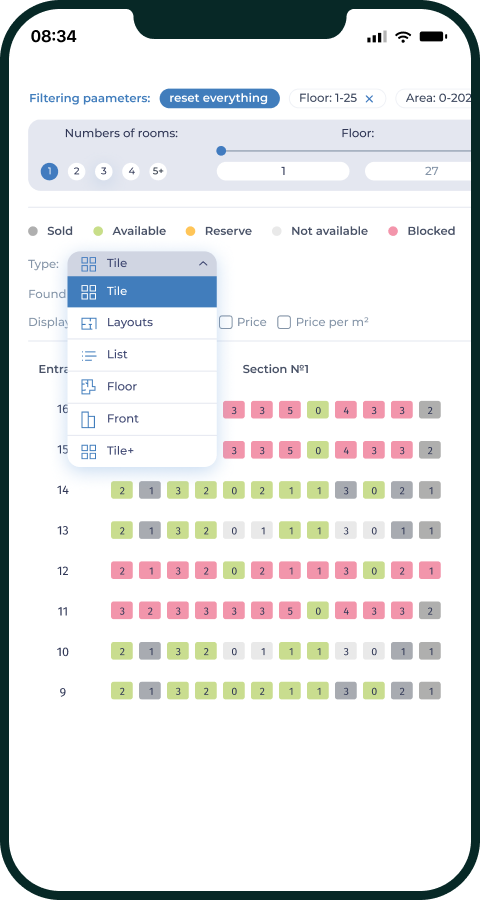 08:34
Filtering paameters: reset everything Floor: 1-25 × Area: 0-202
Numbers of rooms: Floor:
1 2 3 4 5+ 1 27
Sold Available Reserve Not available Blocked
Type: Tile
Tile
Found
Layouts
Display Price Price per m²
List
Entra Section №1
Floor
16 3 3 5 0 4 3 3 2
Front
15 3 3 5 0 4 3 3 2
Tile+
14 2 1 3 2 0 2 1 1 3 0 2 1
13 2 1 3 2 0 1 1 1 3 0 1 1
12 2 1 3 2 0 2 1 1 3 0 2 1
11 3 2 3 3 3 3 5 0 4 3 3 2
10 2 1 3 2 0 1 1 1 3 0 1 1
9 2 1 3 2 0 2 1 1 3 0 2 1